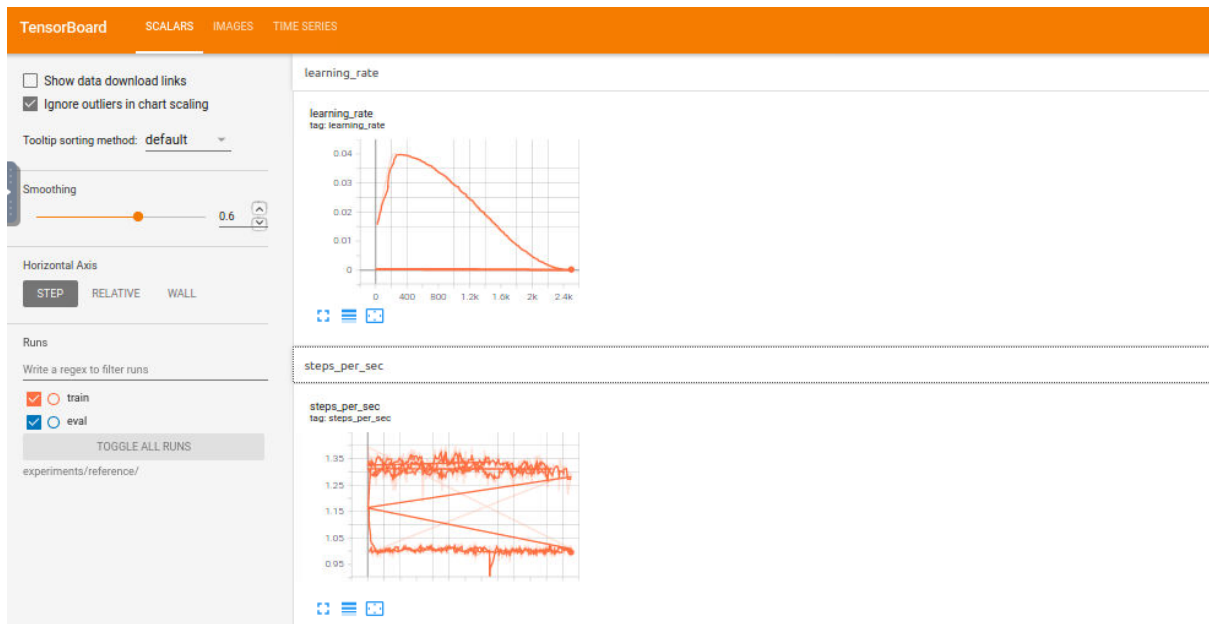 TensorBoard SCALARS IMAGES TIME SERIES
Show data download links
Ignore outliers in chart scaling
Tooltip sorting method: default
Smoothing
0.6
Horizontal Axis
STEP RELATIVE WALL
Runs
Write a regex to filter runs
train
eval
TOGGLE ALL RUNS
experiments/reference/
learning_rate
learning_rate
tag: learning_rate
0.04
0.03
0.02
0.01
0
0 400 800 1.2k 1.6k 2k 2.4k
steps_per_sec
steps_per_sec
tag: steps_per_sec
1.35
1.25
1.15
1.05
0.95